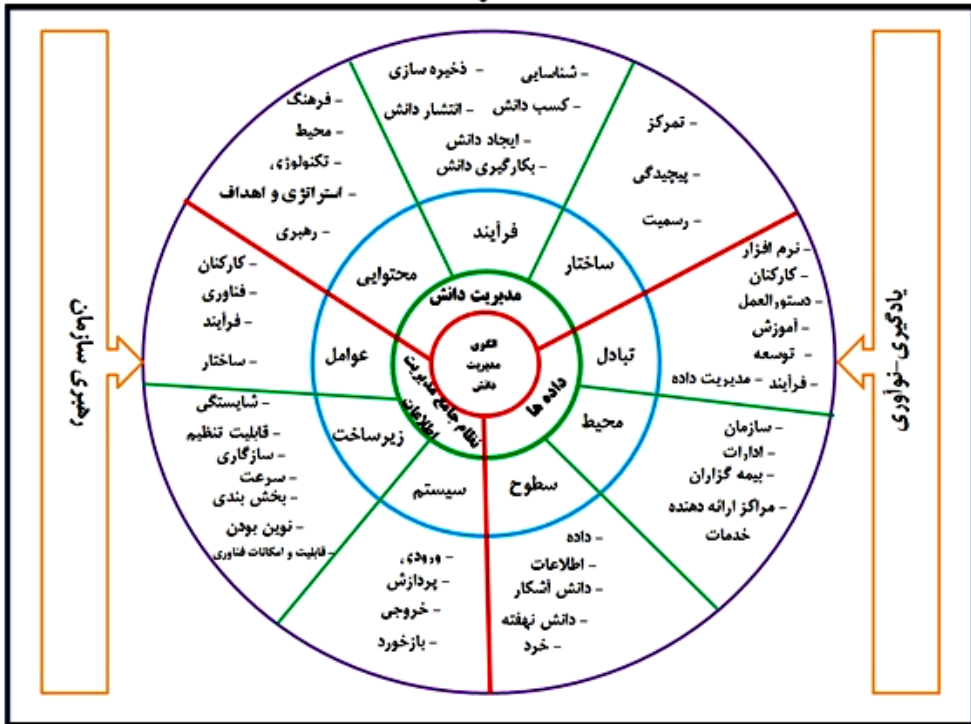 - شناسایی
- ذخیره سازی
- کسب دانش
- انتشار دانش
- ایجاد دانش
- بکارگیری دانش
- تمرکز
- پیچیدگی
- رسمیت
- نرم افزار
- کارکنان
- دستورالعمل
- آموزش
- توسعه
- مدیریت داده
- فرآیند
- سازمان
- ادارات
- بیمه گزاران
- مراکز ارائه دهنده
خدمات
- داده
- اطلاعات
- دانش آشکار
- دانش نهفته
- خرد
- ورودی
- پردازش
- خروجی
- بازخورد
- شایستگی
- قابلیت تنظیم
- سازگاری
- سرعت
- بخش بندی
- نوین بودن
- قابلیت و امکانات فناوری
- کارکنان
- فناوری
- فرآیند
- ساختار
- فرهنگ
- محیط
- تکنولوژی
- استراتژی و اهداف
- رهبری
فرآیند
ساختار
تبادل
محیط
سطوح
سیستم
زیرساخت
عوامل
محتوایی
مدیریت دانش
داده ها
نظام جامع مدیریت
اطلاعات
الگوی
مدیریت
دانش
یادگیری-نوآوری
رهبری سازمان